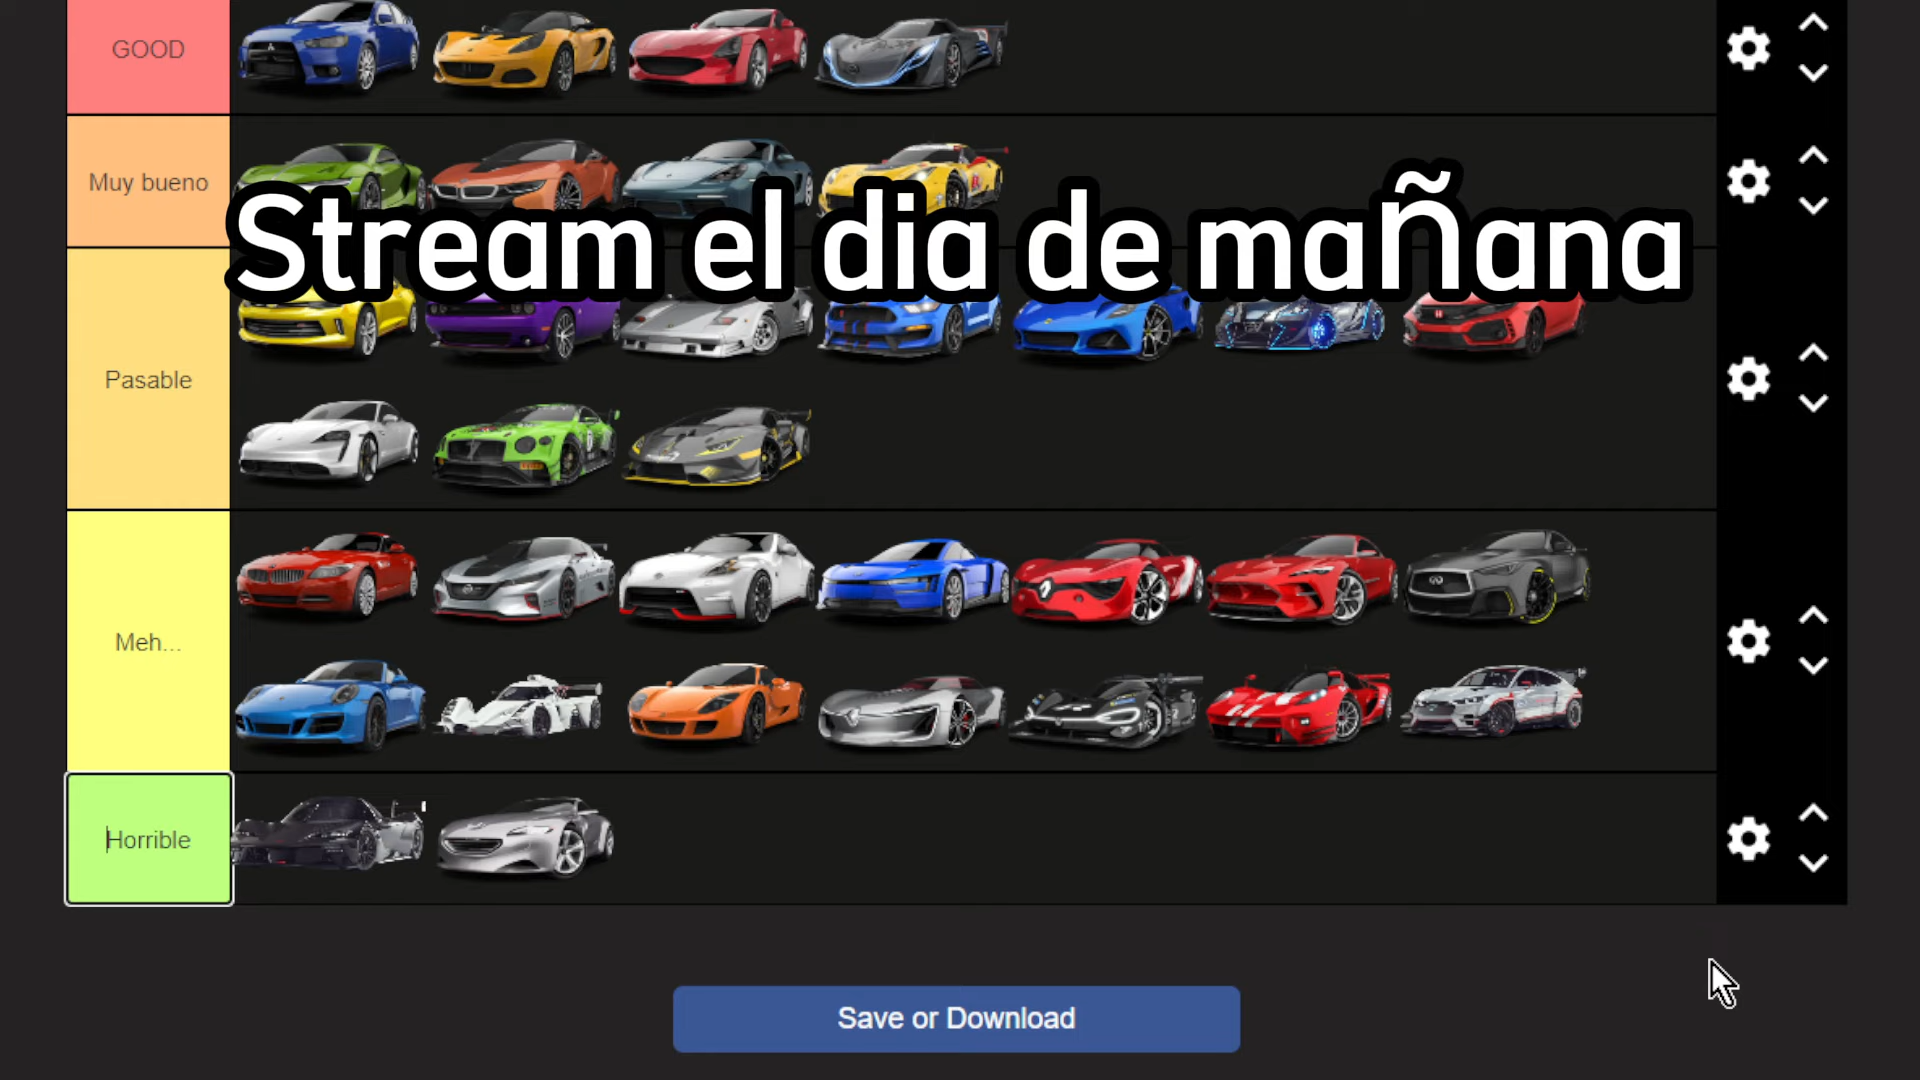 GOOD
Muy bueno
Stream el dia de mañana
Pasable
Meh...
Horrible
Save or Download